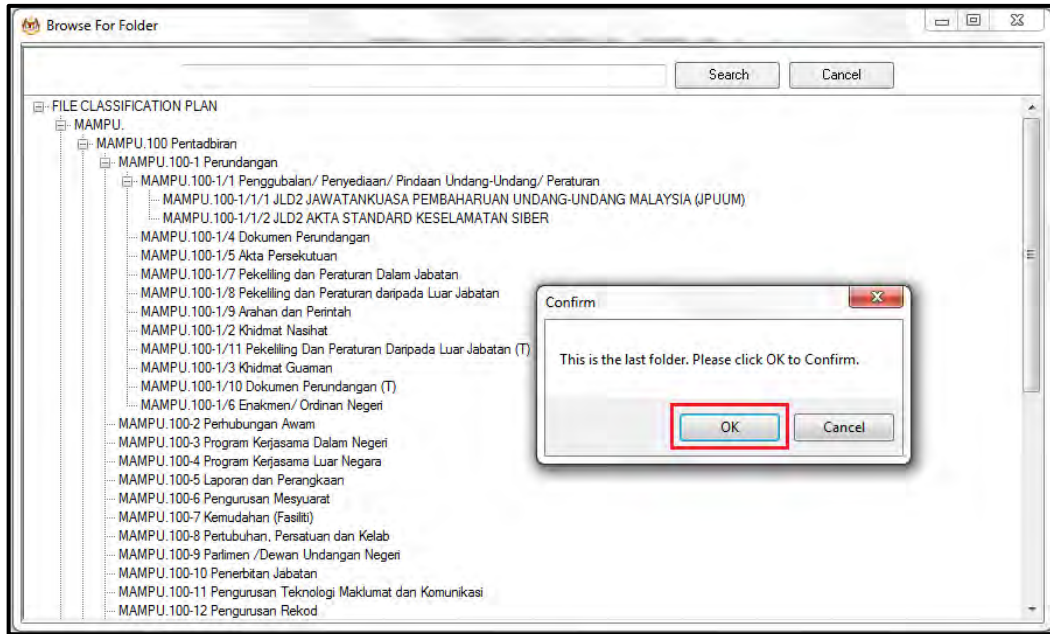 Browse For Folder
Search Cancel
FILE CLASSIFICATION PLAN
MAMPU.
MAMPU.100 Pentadbiran
MAMPU.100-1 Perundangan
MAMPU.100-1/1 Penggubalan/ Penyediaan/ Pindaan Undang-Undang/ Peraturan
MAMPU.100-1/1/1 JLD2 JAWATANKUASA PEMBAHARUAN UNDANG-UNDANG MALAYSIA (JPUUM)
MAMPU.100-1/1/2 JLD2 AKTA STANDARD KESELAMATAN SIBER
MAMPU.100-1/4 Dokumen Perundangan
MAMPU.100-1/5 Akta Persekutuan
MAMPU.100-1/7 Pekeliling dan Peraturan Dalam Jabatan
MAMPU.100-1/8 Pekeliling dan Peraturan daripada Luar Jabatan
MAMPU.100-1/9 Arahan dan Perintah
MAMPU.100-1/2 Khidmat Nasihat
MAMPU.100-1/11 Pekeliling Dan Peraturan Daripada Luar Jabatan (T)
MAMPU.100-1/3 Khidmat Guaman
MAMPU.100-1/10 Dokumen Perundangan (T)
MAMPU.100-1/6 Enakmen/ Ordinan Negeri
MAMPU.100-2 Perhubungan Awam
MAMPU.100-3 Program Kerjasama Dalam Negeri
MAMPU.100-4 Program Kerjasama Luar Negara
MAMPU.100-5 Laporan dan Perangkaan
MAMPU.100-6 Pengurusan Mesyuarat
MAMPU.100-7 Kemudahan (Fasiliti)
MAMPU.100-8 Pertubuhan, Persatuan dan Kelab
MAMPU.100-9 Parlimen /Dewan Undangan Negeri
MAMPU.100-10 Penerbitan Jabatan
MAMPU.100-11 Pengurusan Teknologi Maklumat dan Komunikasi
MAMPU.100-12 Pengurusan Rekod
Confirm
This is the last folder. Please click OK to Confirm.
OK Cancel